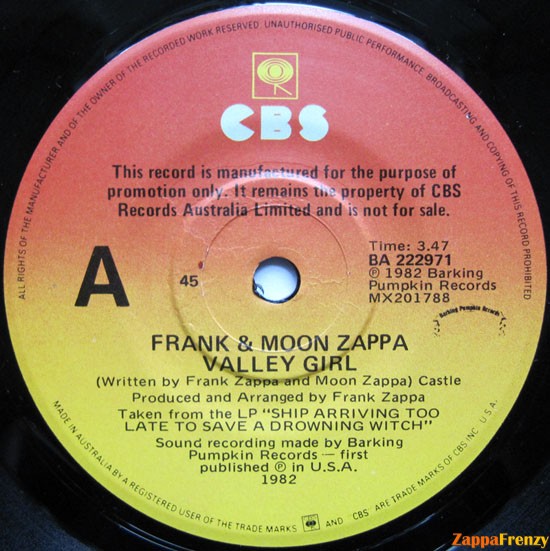 ALL RIGHTS OF THE MANUFACTURER AND OF THE OWNER OF THE RECORDED WORK RESERVED. UNAUTHORISED PUBLIC PERFORMANCE, BROADCASTING AND COPYING OF THIS RECORD PROHIBITED
CBS
This record is manufactured for the purpose of
promotion only. It remains the property of CBS
Records Australia Limited and is not for sale.
Time: 3.47
BA 222971
℗ 1982 Barking
Pumpkin Records
MX201788
A
45
Barking Pumpkin Records
FRANK & MOON ZAPPA
VALLEY GIRL
(Written by Frank Zappa and Moon Zappa) Castle
Produced and Arranged by Frank Zappa
Taken from the LP "SHIP ARRIVING TOO
LATE TO SAVE A DROWNING WITCH"
Sound recording made by Barking
Pumpkin Records — first
published ℗ in U.S.A.
1982
MADE IN AUSTRALIA BY A REGISTERED USER OF THE TRADE MARKS AND 'CBS' ARE TRADE MARKS OF CBS INC. U.S.A.
ZappaFrenzy